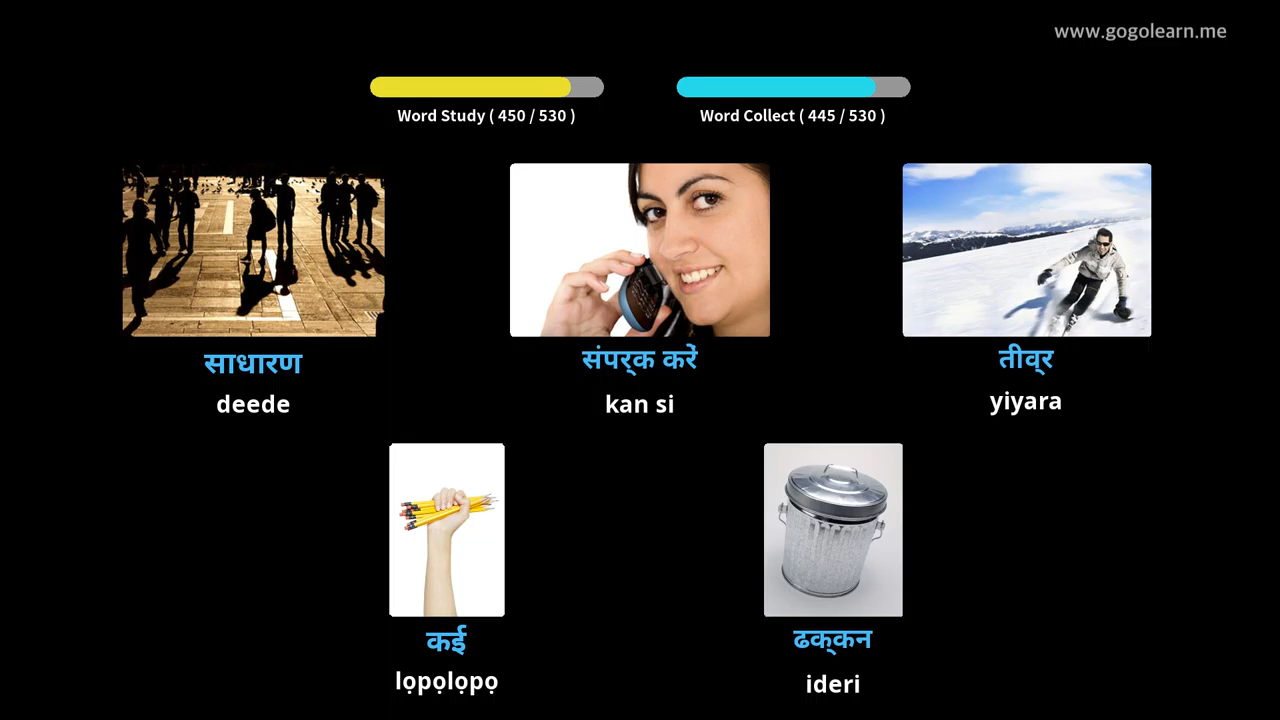 www.gogolearn.me
Word Study ( 450 / 530 )
Word Collect ( 445 / 530 )
साधारण
deede
संपर्क करें
kan si
तीव्र
yiyara
कई
lọpọlọpọ
ढक्कन
ideri